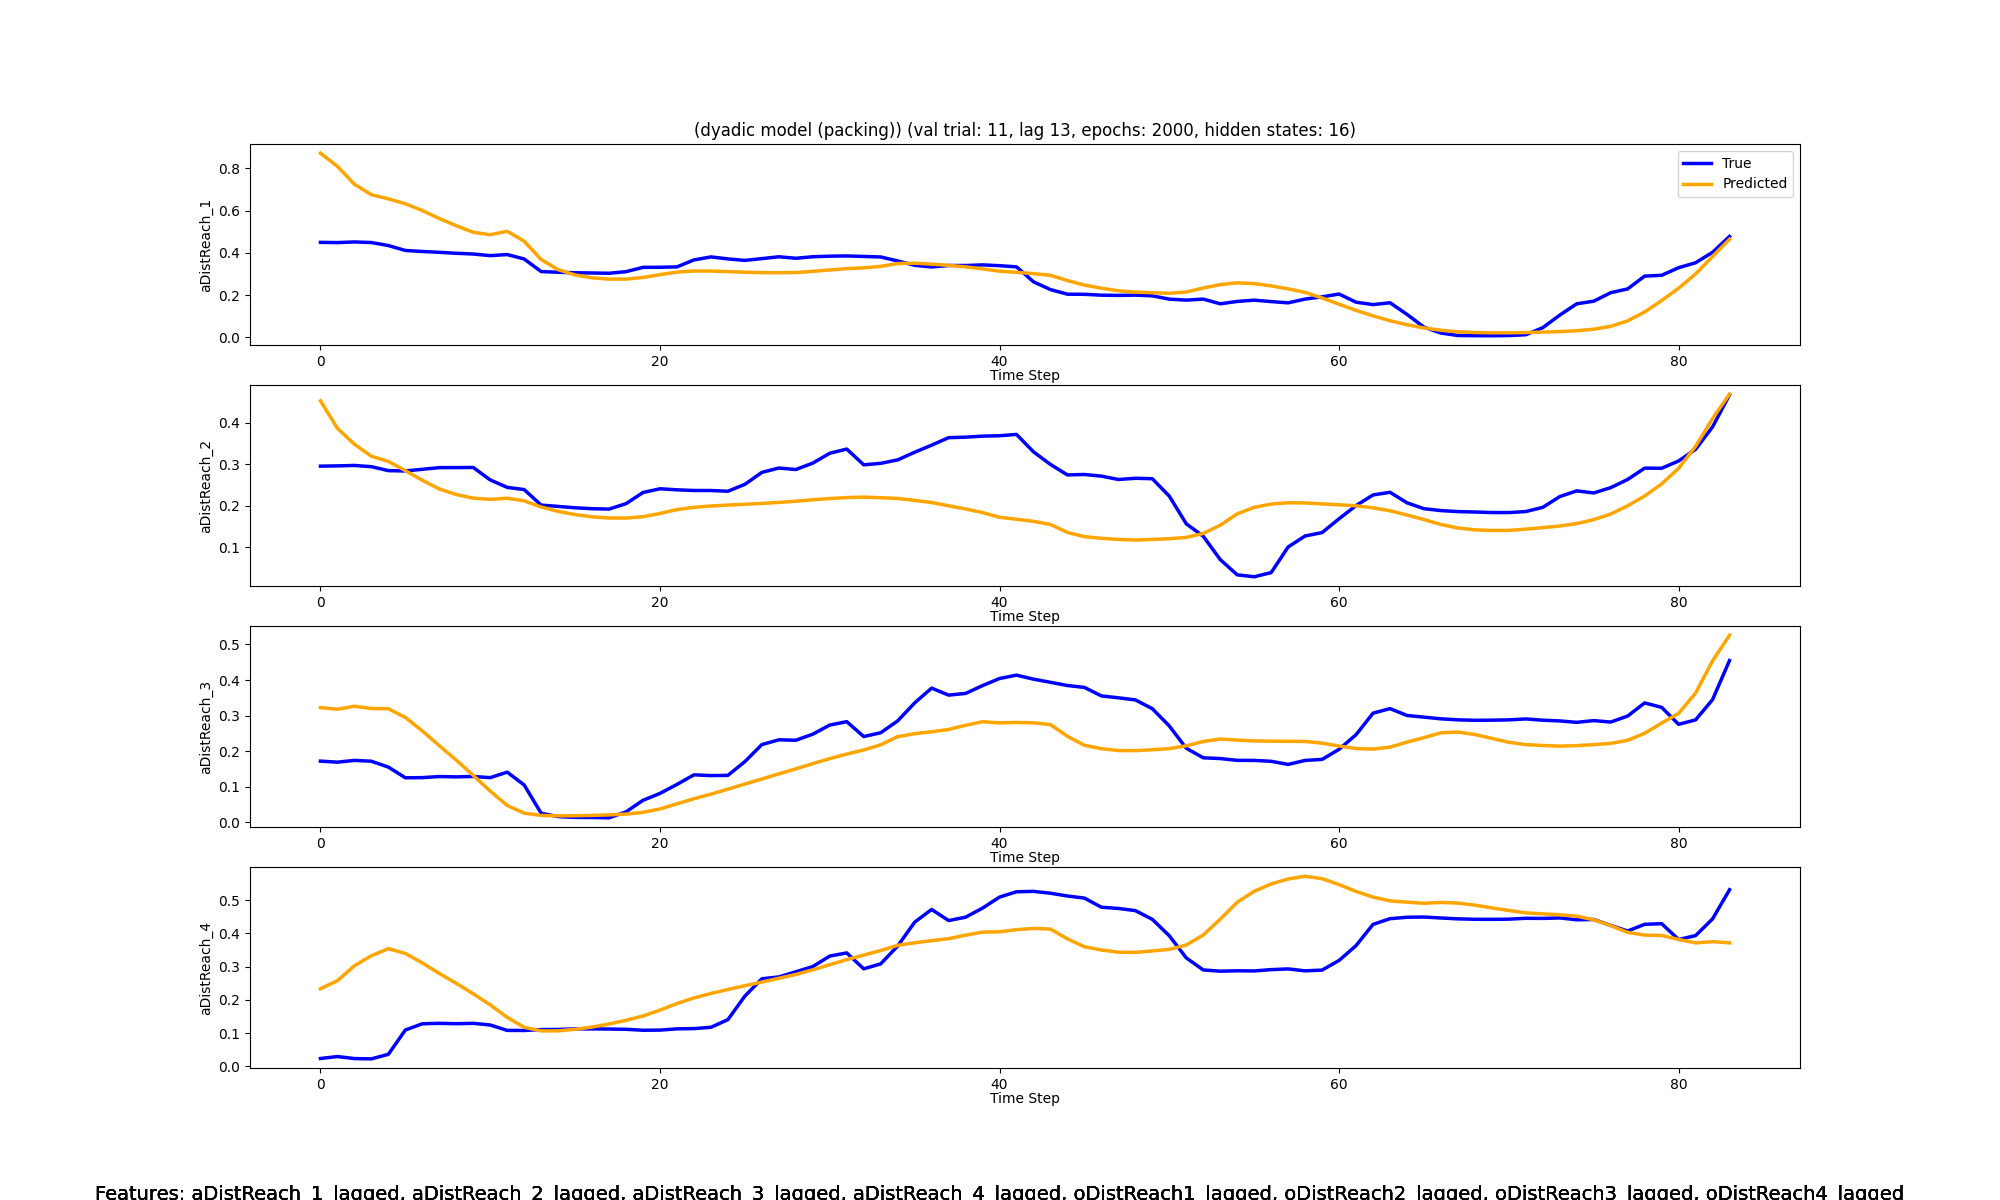 (dyadic model (packing)) (val trial: 11, lag 13, epochs: 2000, hidden states: 16)
True
Predicted
aDistReach_1
0.8
0.6
0.4
0.2
0.0
0 20 40 60 80
Time Step
aDistReach_2
0.4
0.3
0.2
0.1
0 20 40 60 80
Time Step
aDistReach_3
0.5
0.4
0.3
0.2
0.1
0.0
0 20 40 60 80
Time Step
aDistReach_4
0.5
0.4
0.3
0.2
0.1
0.0
0 20 40 60 80
Time Step
Features: aDistReach_1_lagged, aDistReach_2_lagged, aDistReach_3_lagged, aDistReach_4_lagged, oDistReach1_lagged, oDistReach2_lagged, oDistReach3_lagged, oDistReach4_lagged